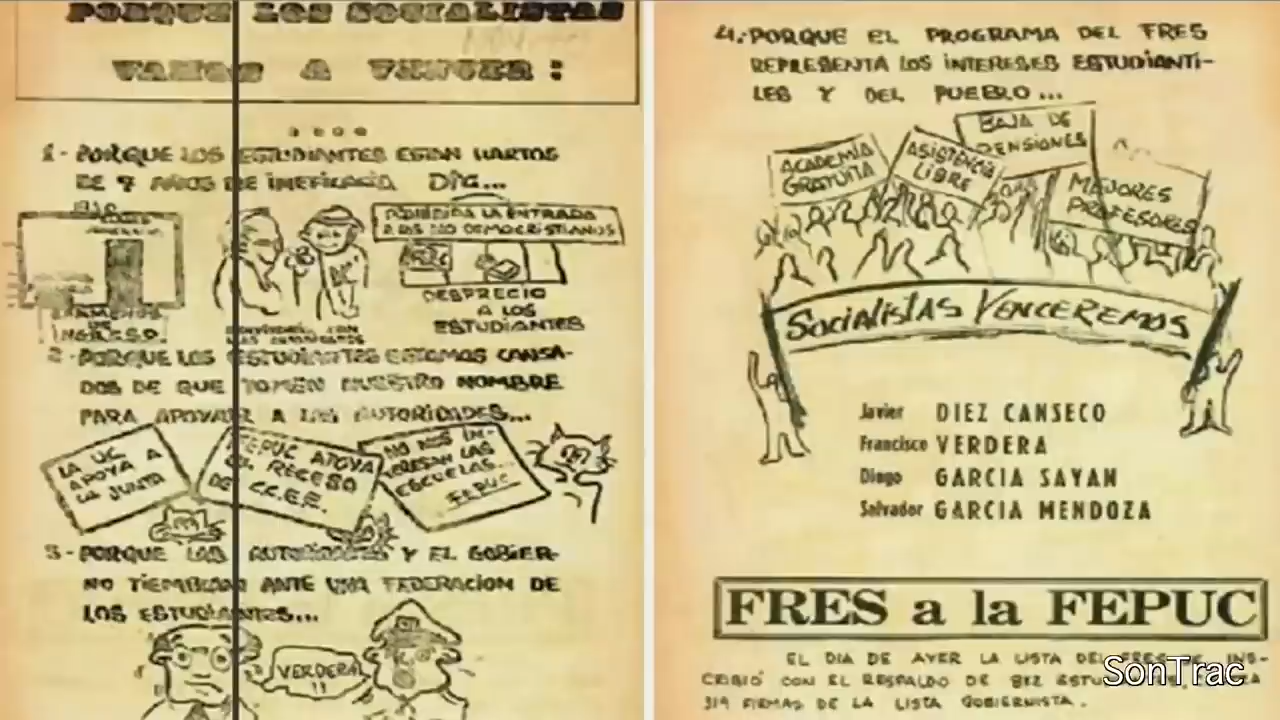 PORQUE LOS SOCIALISTAS
VAMOS A VENCER:
1- PORQUE LOS ESTUDIANTES ESTAN HARTOS
DE 7 AÑOS DE INEFICACIA DIG...
PROHIBIDA LA ENTRADA
A LOS NO DEMOCRISTIANOS
EXAMENES
DE
INGRESO.
DESPRECIO
A LOS
ESTUDIANTES
2- PORQUE LOS ESTUDIANTES ESTAMOS CANSA-
DOS DE QUE TOMEN NUESTRO NOMBRE
PARA APOYAR A LAS AUTORIDADES...
LA UC
APOYA A
LA JUNTA
FEPUC APOYA
EL RECESO
DE CC.EE.
NO NOS IN-
TERESAN LAS
ESCUELAS...
FEPUC
3- PORQUE LAS AUTORIDADES Y EL GOBIER-
NO TIEMBLAN ANTE UNA FEDERACION DE
LOS ESTUDIANTES...
VERDERA
!!
4.- PORQUE EL PROGRAMA DEL FRES
REPRESENTA LOS INTERESES ESTUDIANTI-
LES Y DEL PUEBLO...
ACADEMIA
GRATUITA
ASISTENCIA
LIBRE
BAJA DE
PENSIONES
MEJORES
PROFESORES
SOCIALISTAS VENCEREMOS
Javier DIEZ CANSECO
Francisco VERDERA
Diego GARCIA SAYAN
Salvador GARCIA MENDOZA
FRES a la FEPUC
EL DIA DE AYER LA LISTA DEL FRES SE INS-
CRIBIÓ CON EL RESPALDO DE
319 FIRMAS DE LA LISTA GOBIERNISTA.
SonTrac